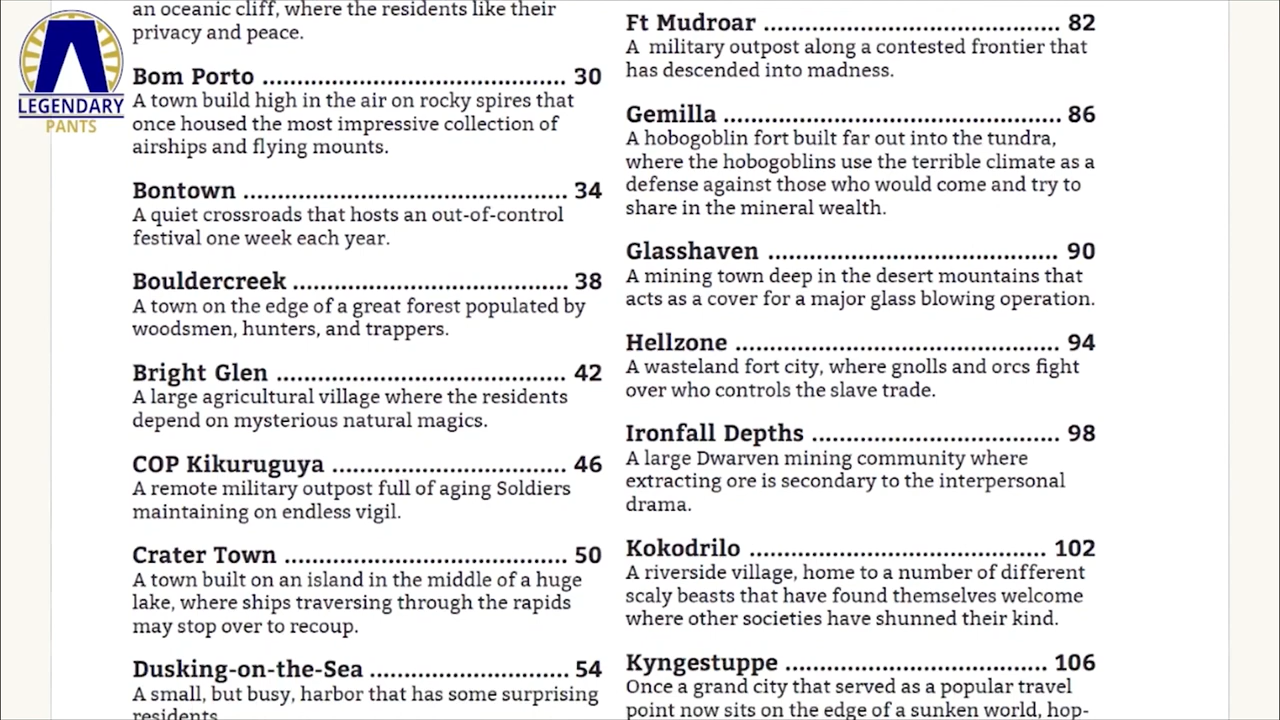 LEGENDARY
PANTS
an oceanic cliff, where the residents like their
privacy and peace.
Bom Porto ........................................ 30
A town build high in the air on rocky spires that
once housed the most impressive collection of
airships and flying mounts.
Bontown .......................................... 34
A quiet crossroads that hosts an out-of-control
festival one week each year.
Bouldercreek .................................... 38
A town on the edge of a great forest populated by
woodsmen, hunters, and trappers.
Bright Glen ...................................... 42
A large agricultural village where the residents
depend on mysterious natural magics.
COP Kikuruguya ............................... 46
A remote military outpost full of aging Soldiers
maintaining on endless vigil.
Crater Town ..................................... 50
A town built on an island in the middle of a huge
lake, where ships traversing through the rapids
may stop over to recoup.
Dusking-on-the-Sea .......................... 54
A small, but busy, harbor that has some surprising
residents.
Ft Mudroar ....................................... 82
A  military outpost along a contested frontier that
has descended into madness.
Gemilla ............................................ 86
A hobogoblin fort built far out into the tundra,
where the hobogoblins use the terrible climate as a
defense against those who would come and try to
share in the mineral wealth.
Glasshaven ...................................... 90
A mining town deep in the desert mountains that
acts as a cover for a major glass blowing operation.
Hellzone ........................................... 94
A wasteland fort city, where gnolls and orcs fight
over who controls the slave trade.
Ironfall Depths ................................. 98
A large Dwarven mining community where
extracting ore is secondary to the interpersonal
drama.
Kokodrilo ........................................ 102
A riverside village, home to a number of different
scaly beasts that have found themselves welcome
where other societies have shunned their kind.
Kyngestuppe ................................... 106
Once a grand city that served as a popular travel
point now sits on the edge of a sunken world, hop-